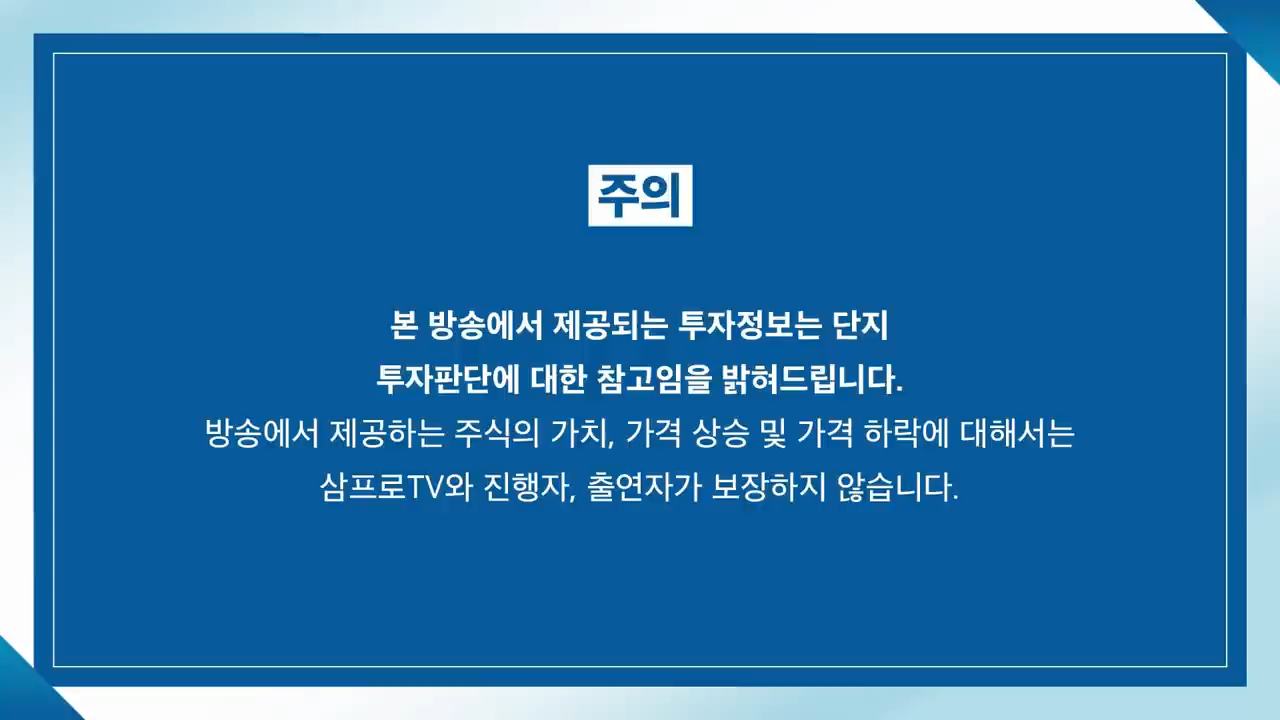 주의
본 방송에서 제공되는 투자정보는 단지
투자판단에 대한 참고임을 밝혀드립니다.
방송에서 제공하는 주식의 가치, 가격 상승 및 가격 하락에 대해서는
삼프로TV와 진행자, 출연자가 보장하지 않습니다.